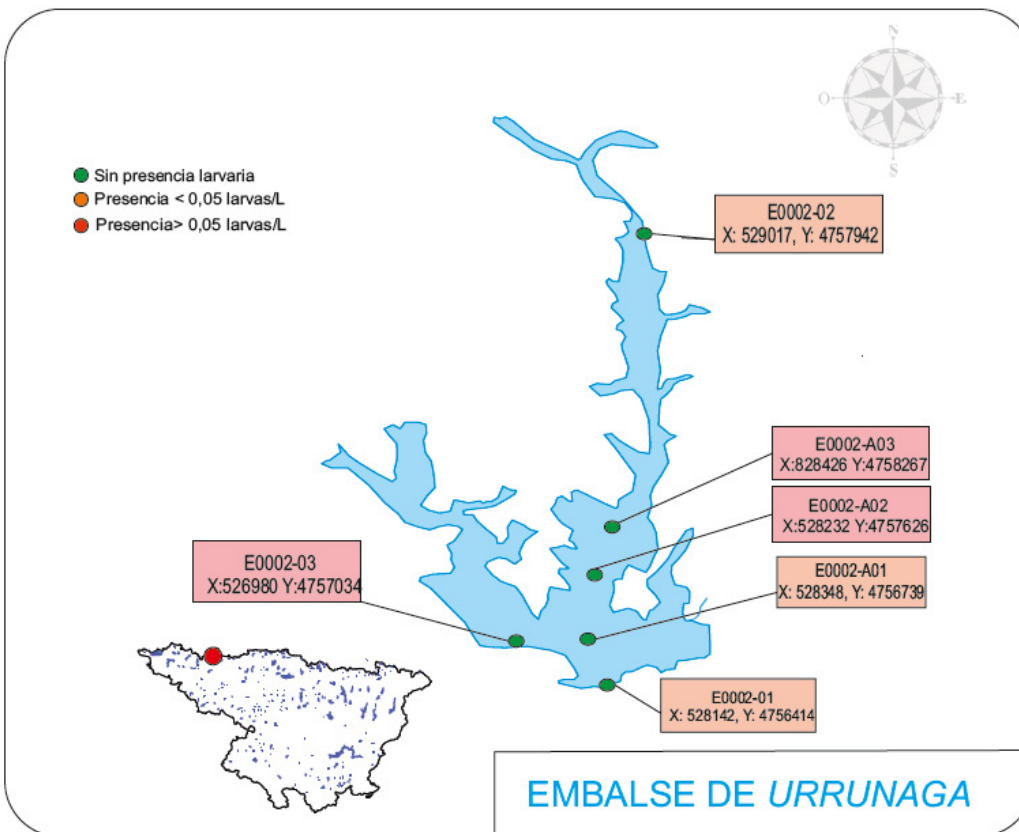 O
E
S
Sin presencia larvaria
Presencia < 0,05 larvas/L
Presencia> 0,05 larvas/L
E0002-02
X: 529017, Y: 4757942
E0002-A03
X:828426 Y:4758267
E0002-A02
X:528232 Y:4757626
E0002-03
X:526980 Y:4757034
E0002-A01
X: 528348, Y: 4756739
E0002-01
X: 528142, Y: 4756414
EMBALSE DE URRUNAGA